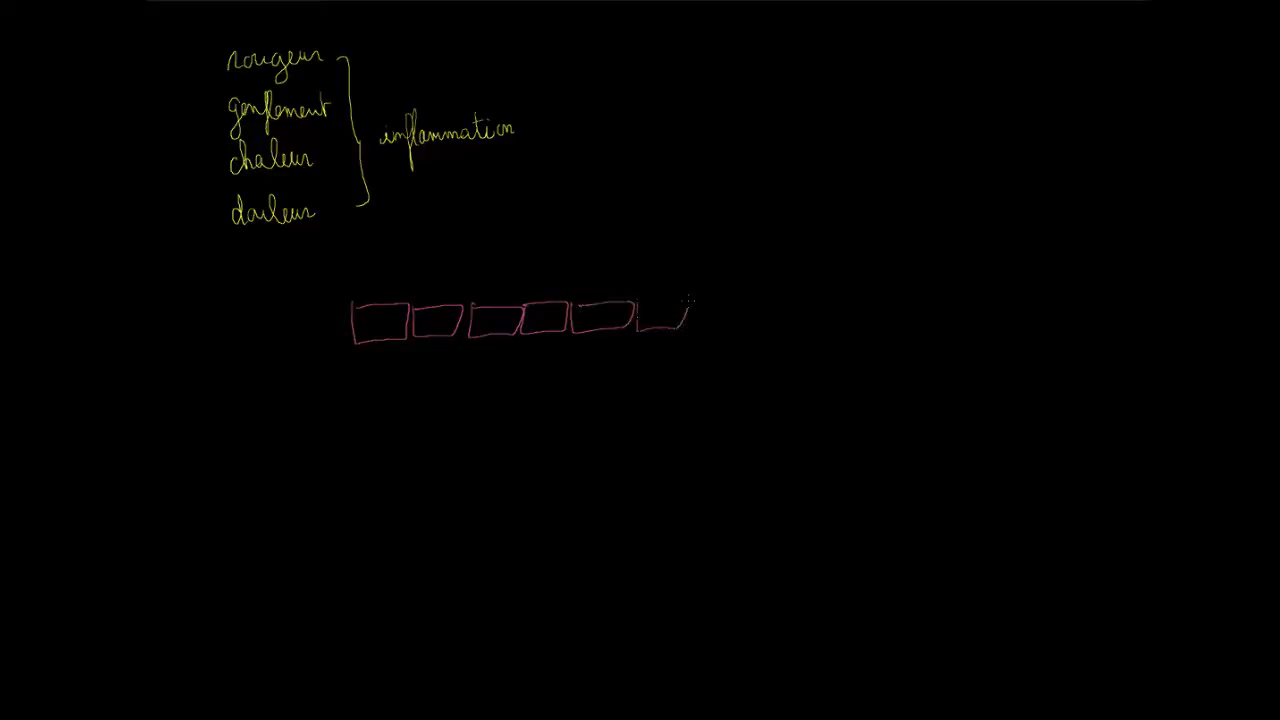 rougeur
gonflement
chaleur
douleur
inflammation